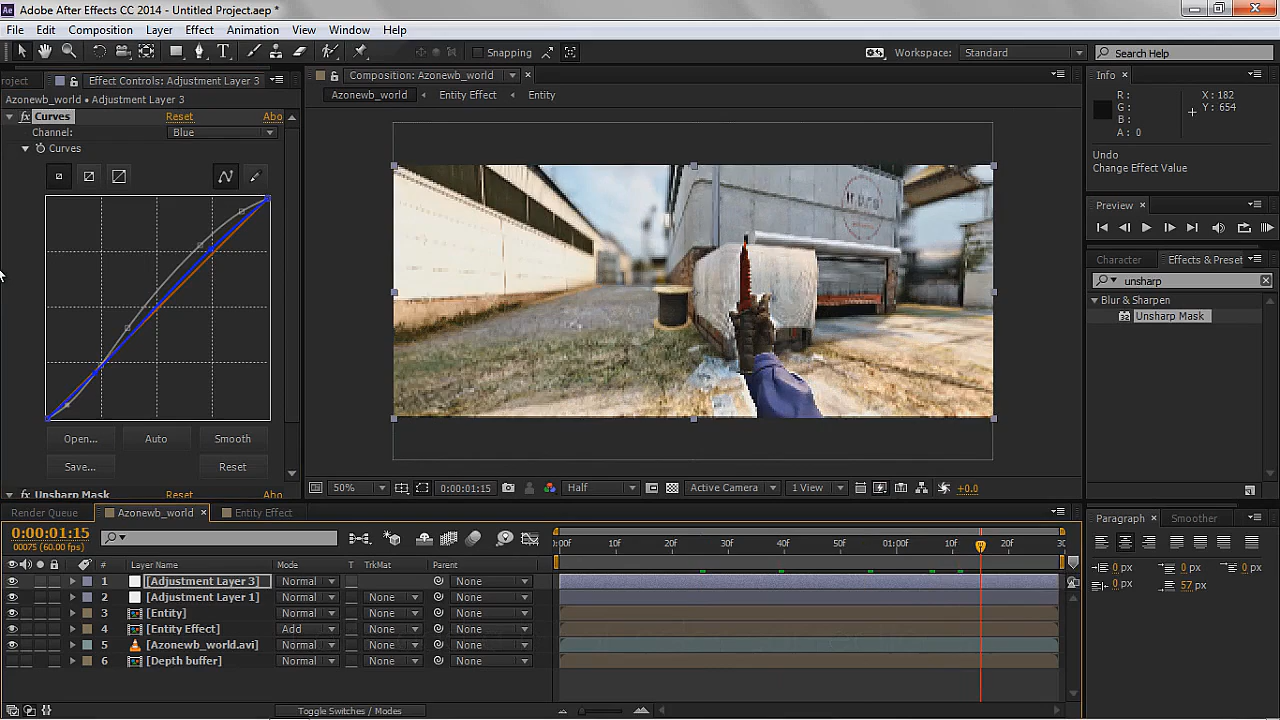 Adobe After Effects CC 2014 - Untitled Project.aep *
File Edit Composition Layer Effect Animation View Window Help
Snapping
Workspace: Standard
Search Help
roject
Effect Controls: Adjustment Layer 3
Azonewb_world • Adjustment Layer 3
fx Curves Reset Abo
Channel: Blue
Curves
Open... Auto Smooth
Save... Reset
fx Unsharp Mask Reset Abo
Composition: Azonewb_world
Azonewb_world Entity Effect Entity
50% 0:00:01:15 Half Active Camera 1 View +0.0
Info
R:
G:
B:
A: 0
X: 182
Y: 654
Undo
Change Effect Value
Preview
Character Effects & Preset
unsharp
Blur & Sharpen
32 Unsharp Mask
Paragraph Smoother
0 px 0 px 0 px
0 px 57 px
Render Queue Azonewb_world Entity Effect
0:00:01:15
00075 (60.00 fps)
:00f 10f 20f 30f 40f 50f 01:00f 10f 20f 30
# Layer Name Mode T TrkMat Parent
1 [Adjustment Layer 3] Normal None
2 [Adjustment Layer 1] Normal None None
3 [Entity] Normal None None
4 [Entity Effect] Add None None
5 [Azonewb_world.avi] Normal None None
6 [Depth buffer] Normal None None
Toggle Switches / Modes